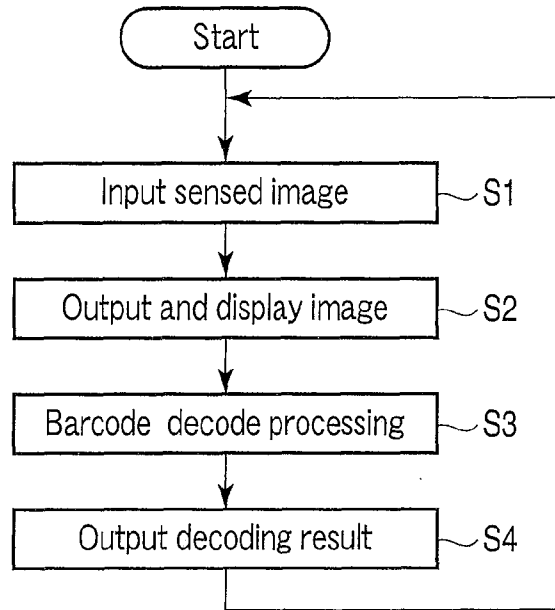 Start
Input sensed image S1
Output and display image S2
Barcode decode processing S3
Output decoding result S4